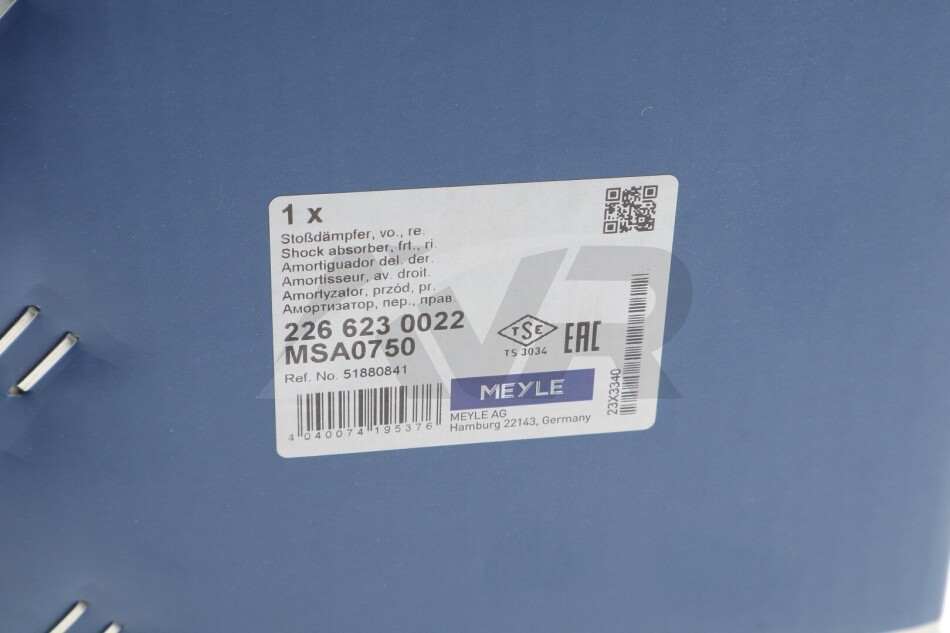 1 x
Stoßdämpfer, vo., re.
Shock absorber, frt., ri.
Amortiguador del. der.
Amortisseur, av. droit.
Amortyzator, przód, pr.
Амортизатор, пер., прав.
226 623 0022
MSA0750
Ref. No. 51880841
TSE
TS 3034
EAC
MEYLE
MEYLE AG
Hamburg 22143, Germany
4 040074 195376
23X3340
AVR